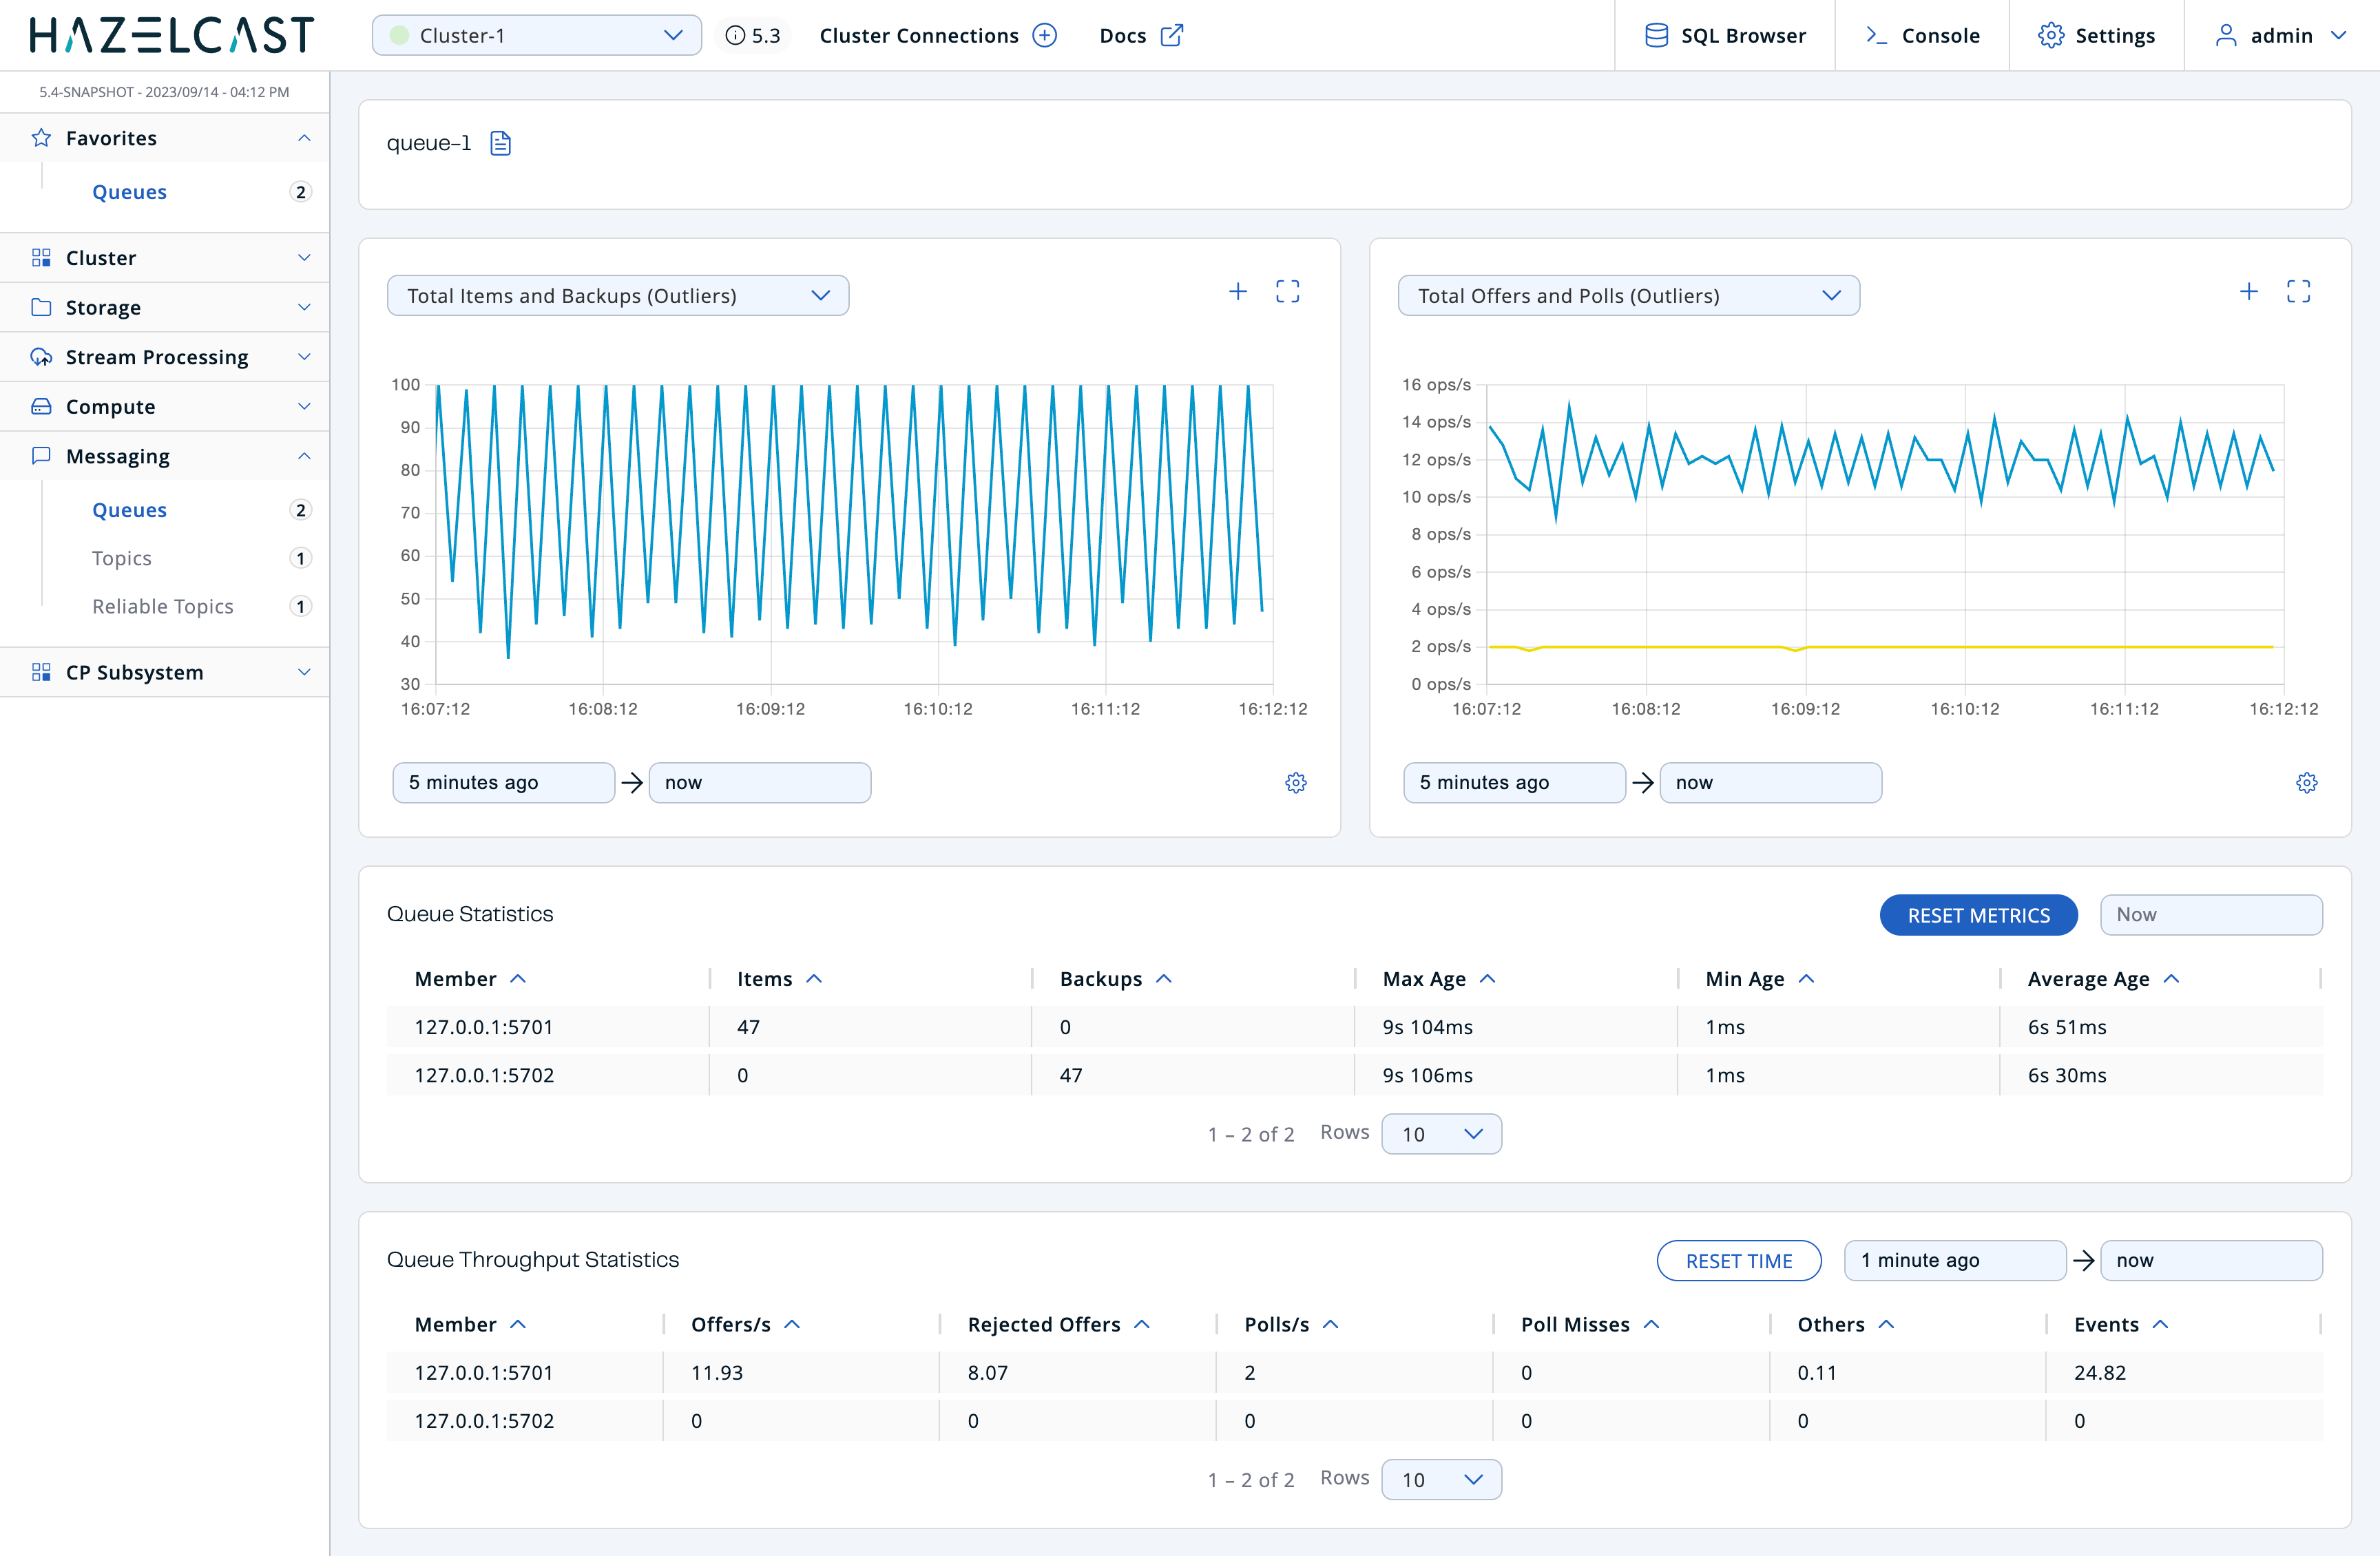 HAZELCAST
Cluster-1
5.3
Cluster Connections
Docs
SQL Browser
Console
Settings
admin
5.4-SNAPSHOT - 2023/09/14 - 04:12 PM
Favorites
Queues 2
Cluster
Storage
Stream Processing
Compute
Messaging
Queues 2
Topics 1
Reliable Topics 1
CP Subsystem
queue-1
Total Items and Backups (Outliers)
100
90
80
70
60
50
40
30
16:07:12 16:08:12 16:09:12 16:10:12 16:11:12 16:12:12
5 minutes ago now
Total Offers and Polls (Outliers)
16 ops/s
14 ops/s
12 ops/s
10 ops/s
8 ops/s
6 ops/s
4 ops/s
2 ops/s
0 ops/s
16:07:12 16:08:12 16:09:12 16:10:12 16:11:12 16:12:12
5 minutes ago now
Queue Statistics
RESET METRICS
Now
Member Items Backups Max Age Min Age Average Age
127.0.0.1:5701 47 0 9s 104ms 1ms 6s 51ms
127.0.0.1:5702 0 47 9s 106ms 1ms 6s 30ms
1 – 2 of 2 Rows 10
Queue Throughput Statistics
RESET TIME
1 minute ago now
Member Offers/s Rejected Offers Polls/s Poll Misses Others Events
127.0.0.1:5701 11.93 8.07 2 0 0.11 24.82
127.0.0.1:5702 0 0 0 0 0 0
1 – 2 of 2 Rows 10